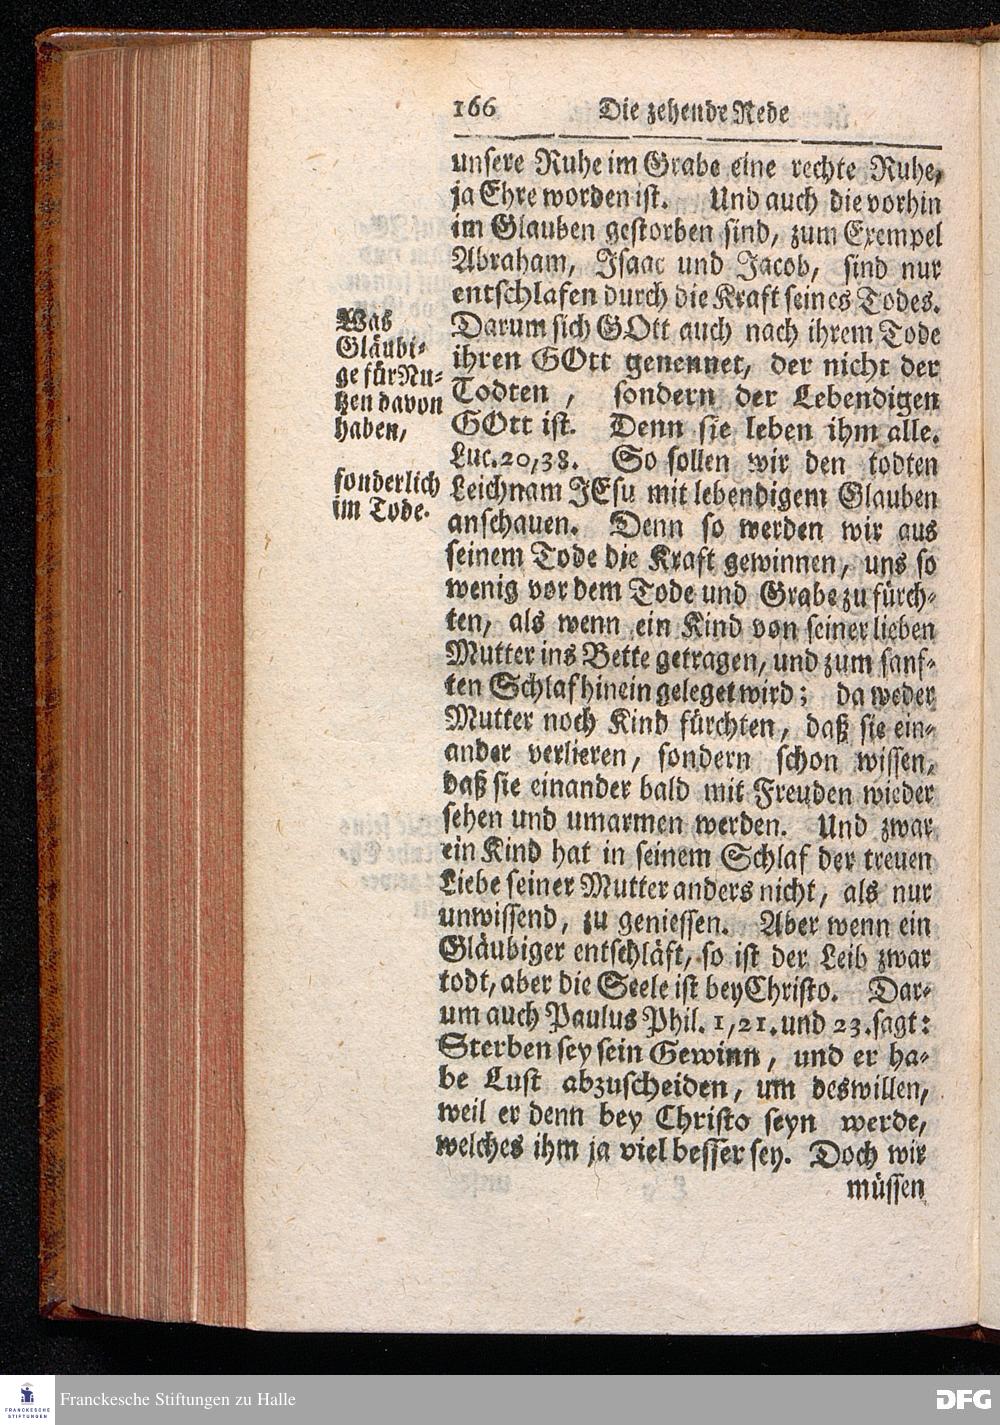 166 Die zehende Rede
unsere Ruhe im Grabe eine rechte Ruhe,
ja Ehre worden ist. Und auch die vorhin
im Glauben gestorben sind, zum Exempel
Abraham, Isaac und Jacob, sind nur
entschlafen durch die Kraft seines Todes.
Darum sich GOtt auch nach ihrem Tode
ihren GOtt genennet, der nicht der
Todten, sondern der Lebendigen
GOtt ist. Denn sie leben ihm alle.
Luc. 20, 38. So sollen wir den todten
Leichnam JEsu mit lebendigem Glauben
anschauen. Denn so werden wir aus
seinem Tode die Kraft gewinnen, uns so
wenig vor dem Tode und Grabe zu fürch-
ten, als wenn ein Kind von seiner lieben
Mutter ins Bette getragen, und zum sanf-
ten Schlaf hinein geleget wird; da weder
Mutter noch Kind fürchten, daß sie ein-
ander verlieren, sondern schon wissen,
daß sie einander bald mit Freuden wieder
sehen und umarmen werden. Und zwar
ein Kind hat in seinem Schlaf der treuen
Liebe seiner Mutter anders nicht, als nur
unwissend, zu geniessen. Aber wenn ein
Gläubiger entschläft, so ist der Leib zwar
todt, aber die Seele ist bey Christo. Dar-
um auch Paulus Phil. 1, 21. und 23. sagt:
Sterben sey sein Gewinn, und er ha-
be Lust abzuscheiden, um deswillen,
weil er denn bey Christo seyn werde,
welches ihm ja viel besser sey. Doch wir
müssen
Was
Gläubi-
ge für Nu-
tzen davon
haben,
sonderlich
im Tode.
FRANCKESCHE
STIFTUNGEN
Franckesche Stiftungen zu Halle
DFG